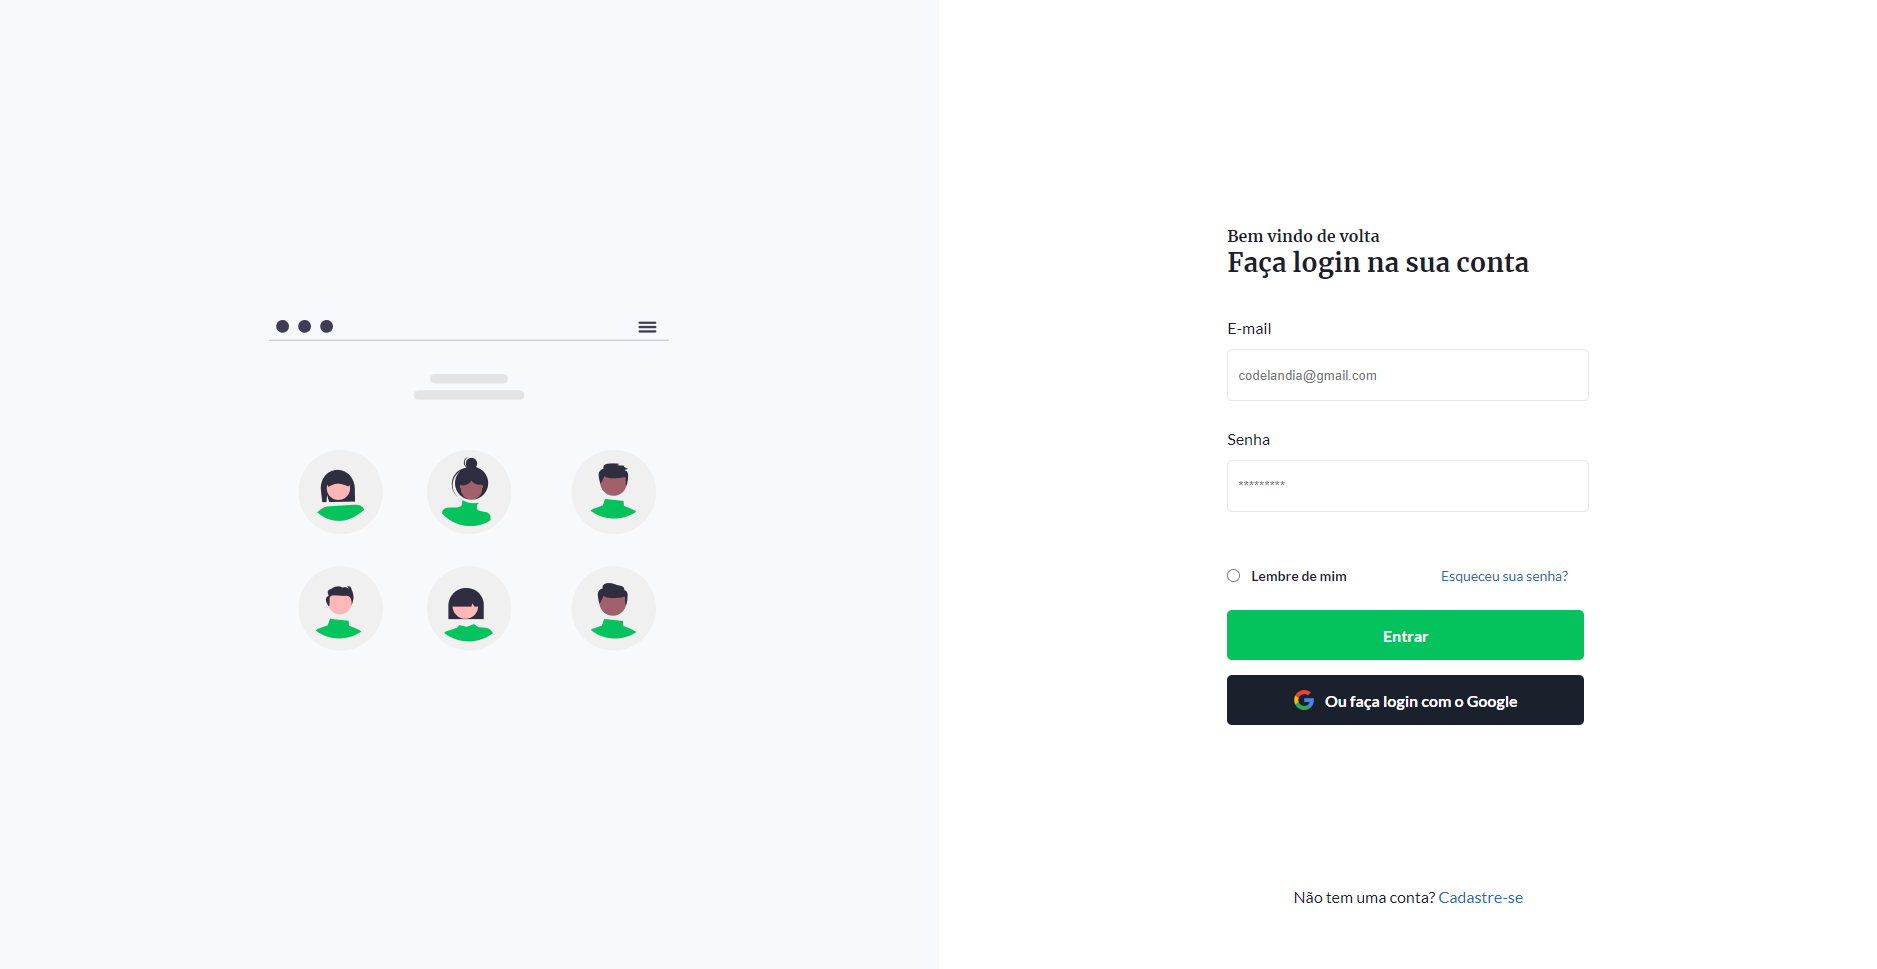 Bem vindo de volta
Faça login na sua conta
E-mail
codelandia@gmail.com
Senha
*********
Lembre de mim
Esqueceu sua senha?
Entrar
Ou faça login com o Google
Não tem uma conta? Cadastre-se